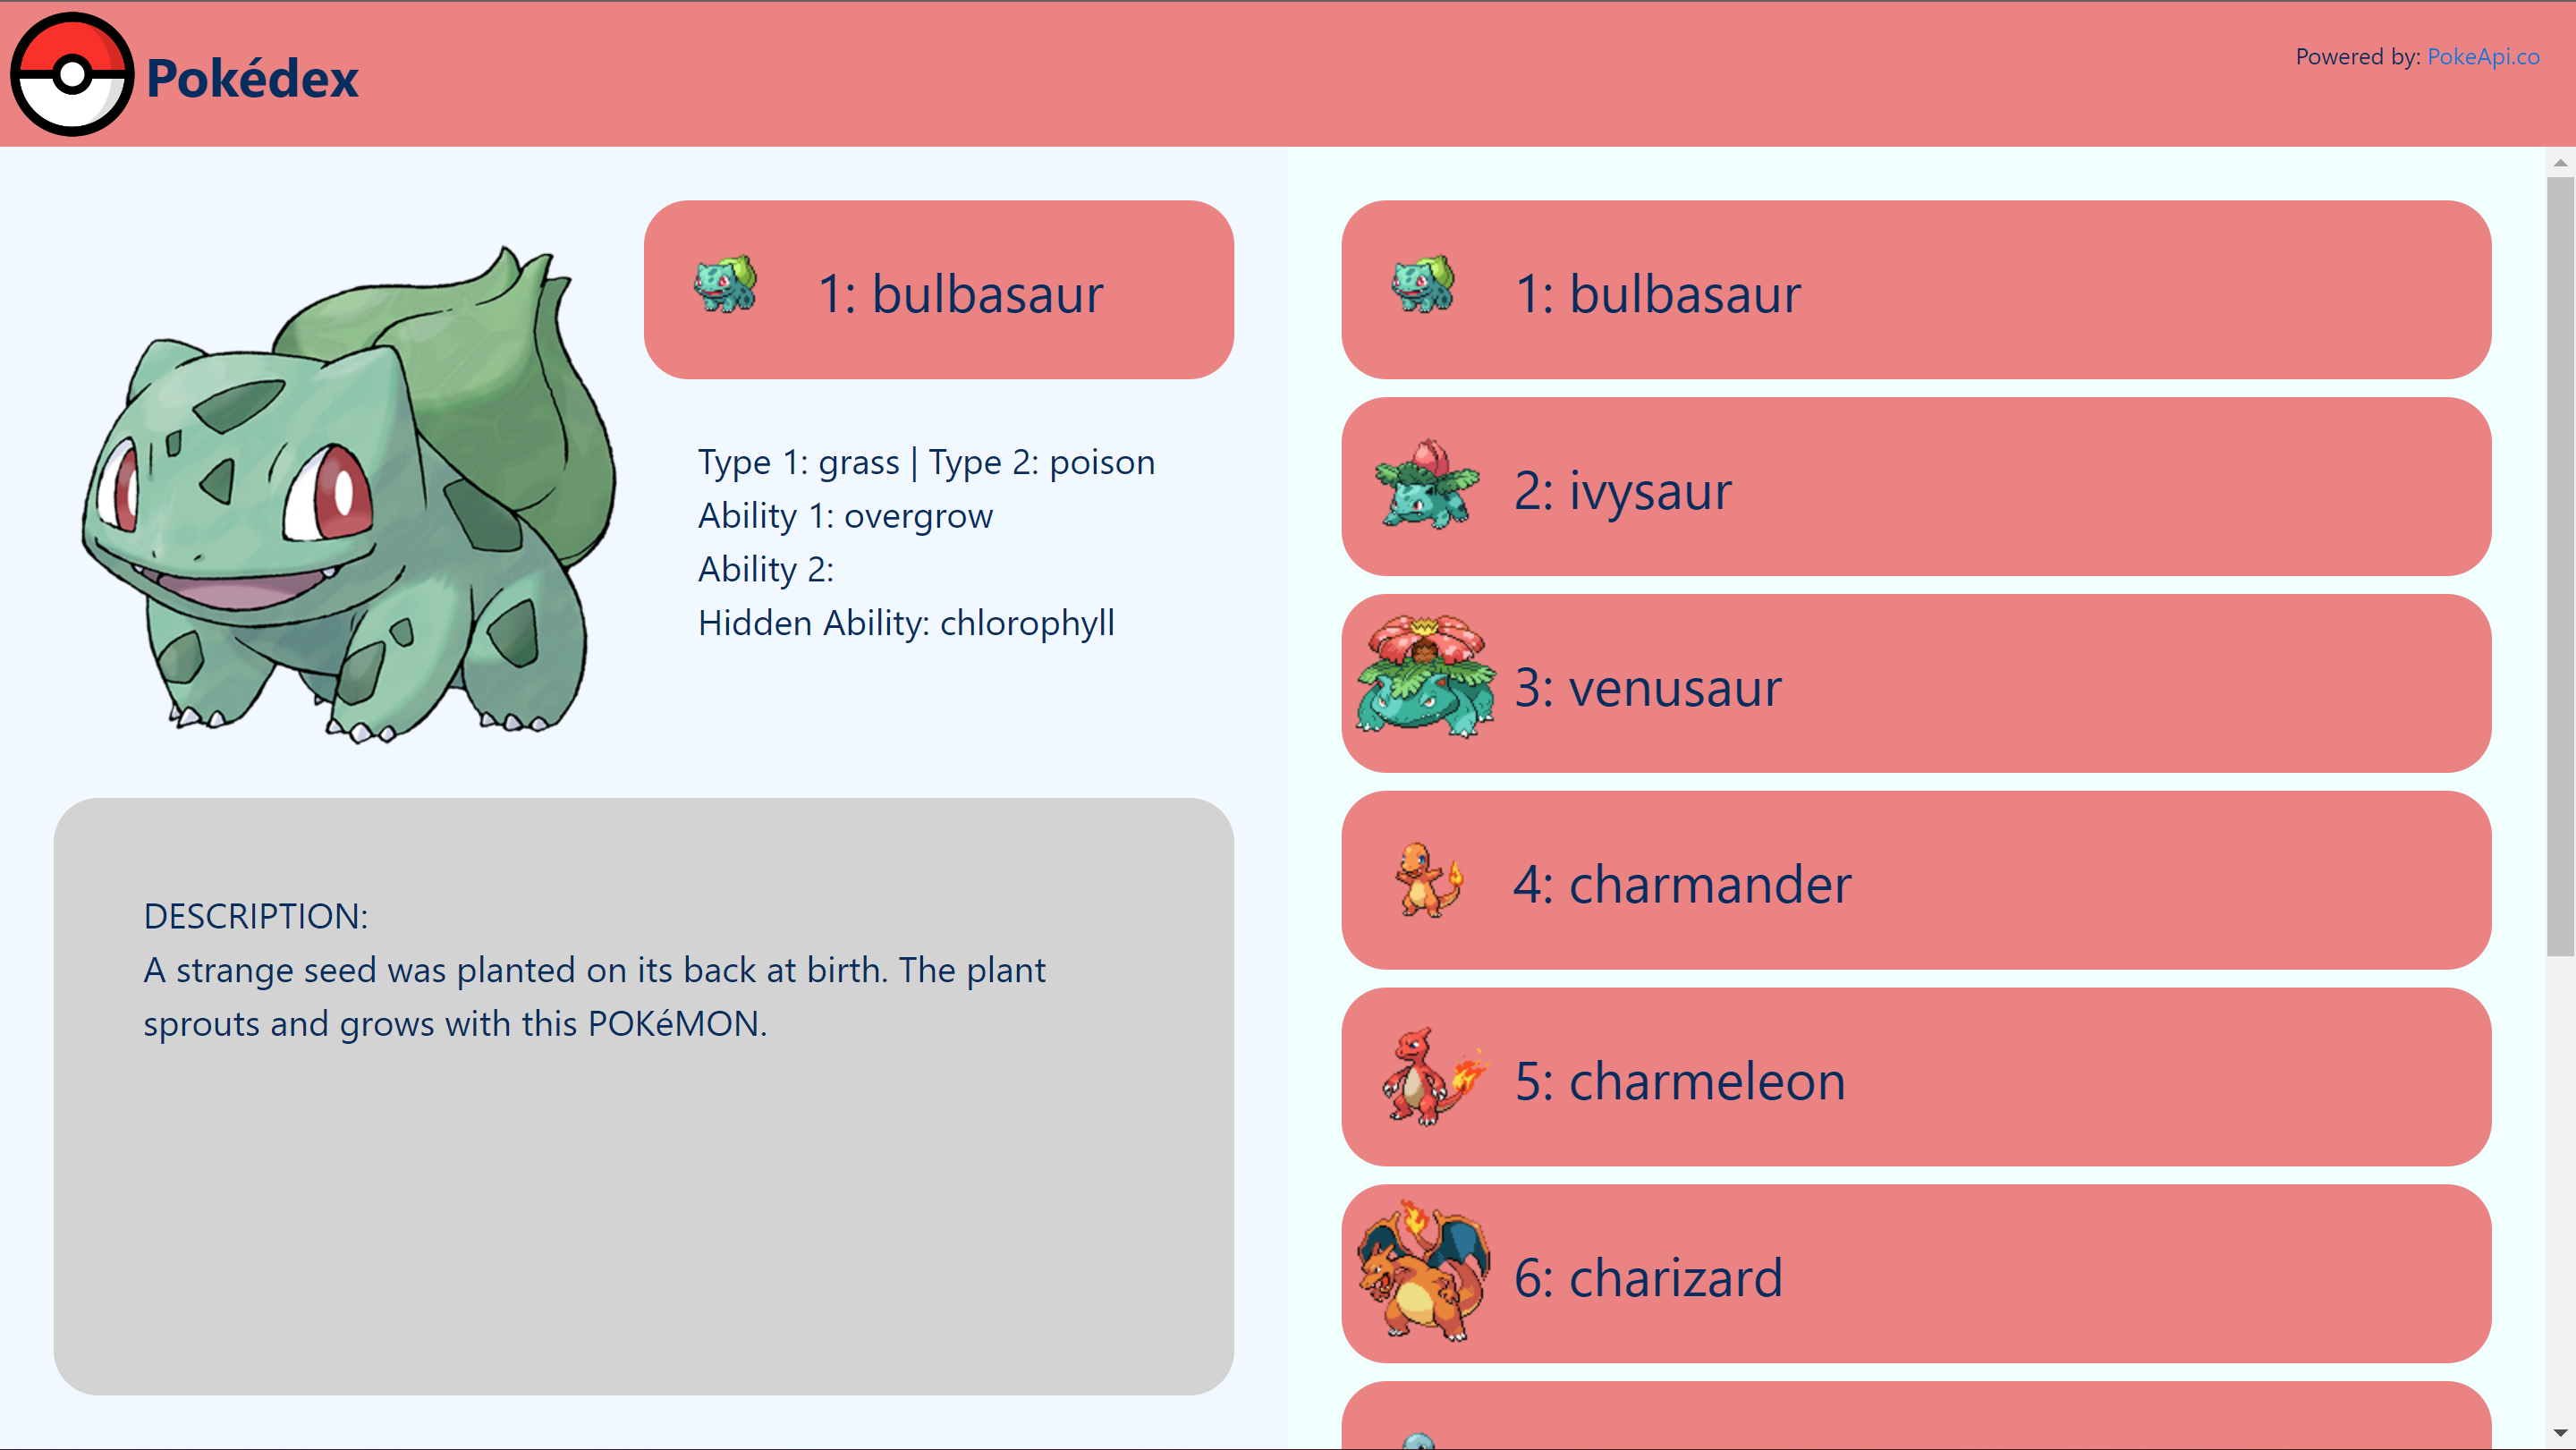 Pokédex
Powered by: PokeApi.co
1: bulbasaur
Type 1: grass | Type 2: poison
Ability 1: overgrow
Ability 2:
Hidden Ability: chlorophyll
DESCRIPTION:
A strange seed was planted on its back at birth. The plant
sprouts and grows with this POKéMON.
1: bulbasaur
2: ivysaur
3: venusaur
4: charmander
5: charmeleon
6: charizard